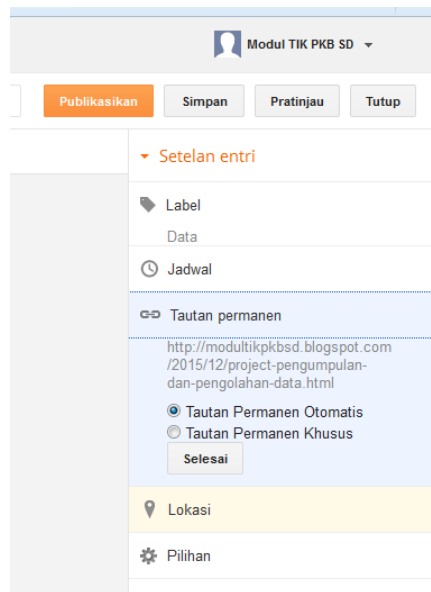 Modul TIK PKB SD
Publikasikan Simpan Pratinjau Tutup
Setelan entri
Label
Data
Jadwal
Tautan permanen
http://modultikpkbsd.blogspot.com
/2015/12/project-pengumpulan-
dan-pengolahan-data.html
Tautan Permanen Otomatis
Tautan Permanen Khusus
Selesai
Lokasi
Pilihan